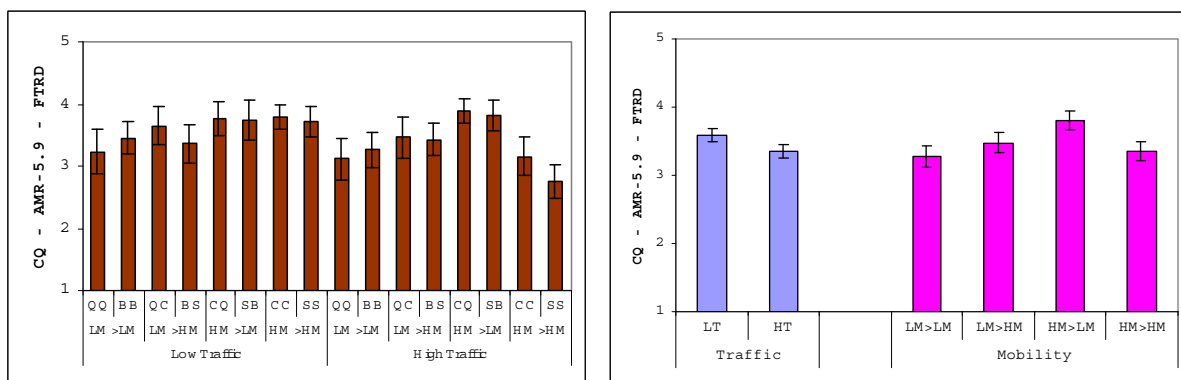 CQ - AMR-5.9 - FTRD
5
4
3
2
1
QQ BB QC BS CQ SB CC SS QQ BB QC BS CQ SB CC SS
LM >LM LM >HM HM >LM HM >HM LM >LM LM >HM HM >LM HM >HM
Low Traffic High Traffic
CQ - AMR-5.9 - FTRD
5
4
3
2
1
LT HT LM>LM LM>HM HM>LM HM>HM
Traffic Mobility